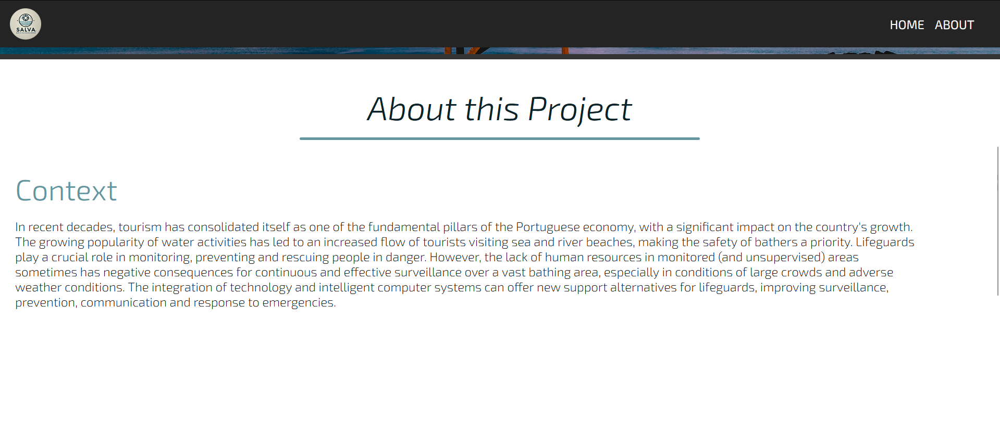 SALVA
HOME ABOUT
About this Project
Context
In recent decades, tourism has consolidated itself as one of the fundamental pillars of the Portuguese economy, with a significant impact on the country's growth.
The growing popularity of water activities has led to an increased flow of tourists visiting sea and river beaches, making the safety of bathers a priority. Lifeguards
play a crucial role in monitoring, preventing and rescuing people in danger. However, the lack of human resources in monitored (and unsupervised) areas
sometimes has negative consequences for continuous and effective surveillance over a vast bathing area, especially in conditions of large crowds and adverse
weather conditions. The integration of technology and intelligent computer systems can offer new support alternatives for lifeguards, improving surveillance,
prevention, communication and response to emergencies.